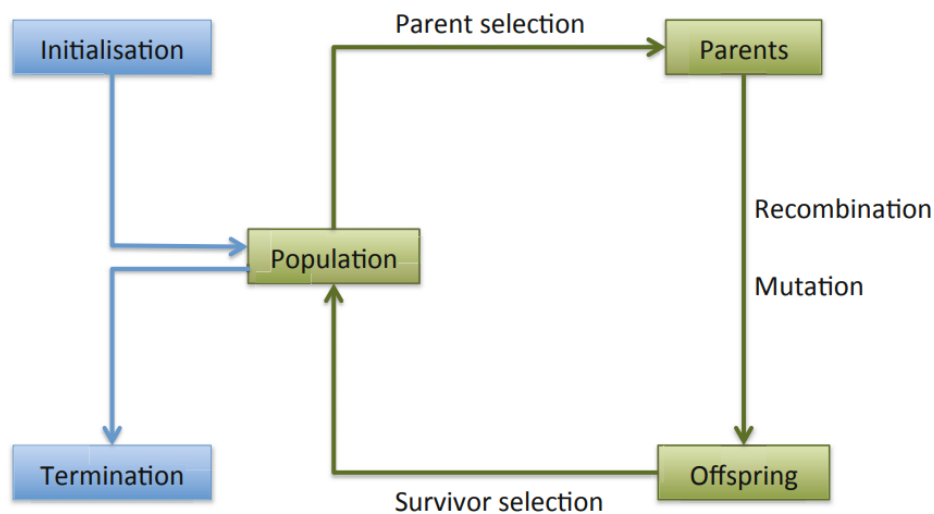 Parent selection
Initialisation
Parents
Recombination
Population
Mutation
Termination
Offspring
Survivor selection